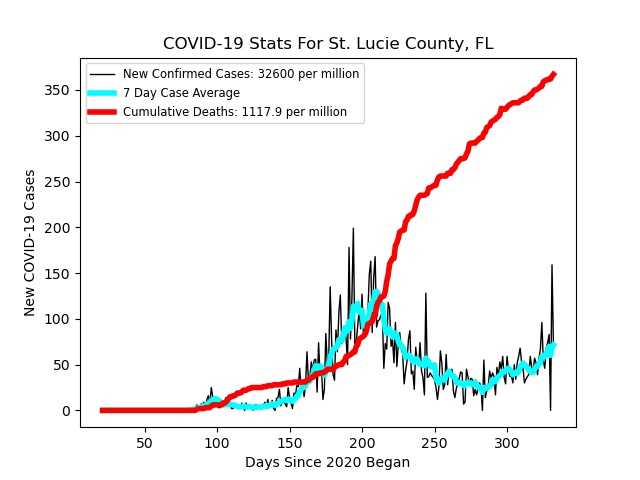 COVID-19 Stats For St. Lucie County, FL
New Confirmed Cases: 32600 per million
7 Day Case Average
Cumulative Deaths: 1117.9 per million
New COVID-19 Cases
350
300
250
200
150
100
50
0
50 100 150 200 250 300
Days Since 2020 Began